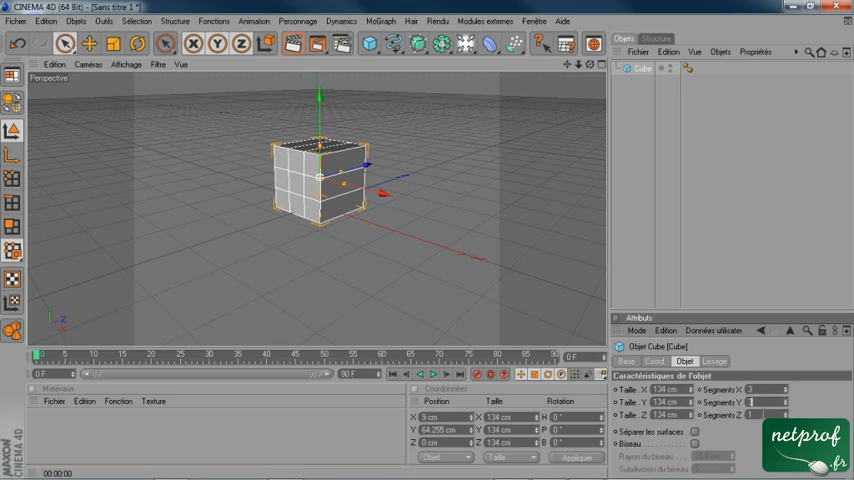 CINEMA 4D (64 Bit) - [Sans titre 1 *]
Fichier Edition Objets Sélection Structure Fonctions Animation Personnage Dynamics MoGraph Hair Rendu Modules externes Fenêtre Aide
X Y Z
Edition Caméras Affichage Filtre Vue
Perspective
Y
Z
X
0 5 10 15 20 25 30 35 40 45 50 55 60 65 70 75 80 85 90 0 F
0 F 0 F 90 F 90 F
Matériaux
Fichier Edition Fonction Texture
Coordonnées
Position Taille Rotation
X 9 cm X 134 cm H 0 °
Y 64.255 cm Y 134 cm P 0 °
Z 0 cm Z 134 cm B 0 °
Objet Taille Appliquer
MAXON CINEMA 4D
00:00:00
Objets Structure
Fichier Edition Vue Objets Propriétés
Cube
Attributs
Mode Edition Données utilisateur
Objet Cube [Cube]
Base Coord. Objet Lissage
Caractéristiques de l'objet
Taille . X 134 cm Segments X 3
Taille . Y 134 cm Segments Y
Taille . Z 134 cm Segments Z 1
Séparer les surfaces
Biseau
Rayon du biseau
Subdivision du biseau
netprof
.fr